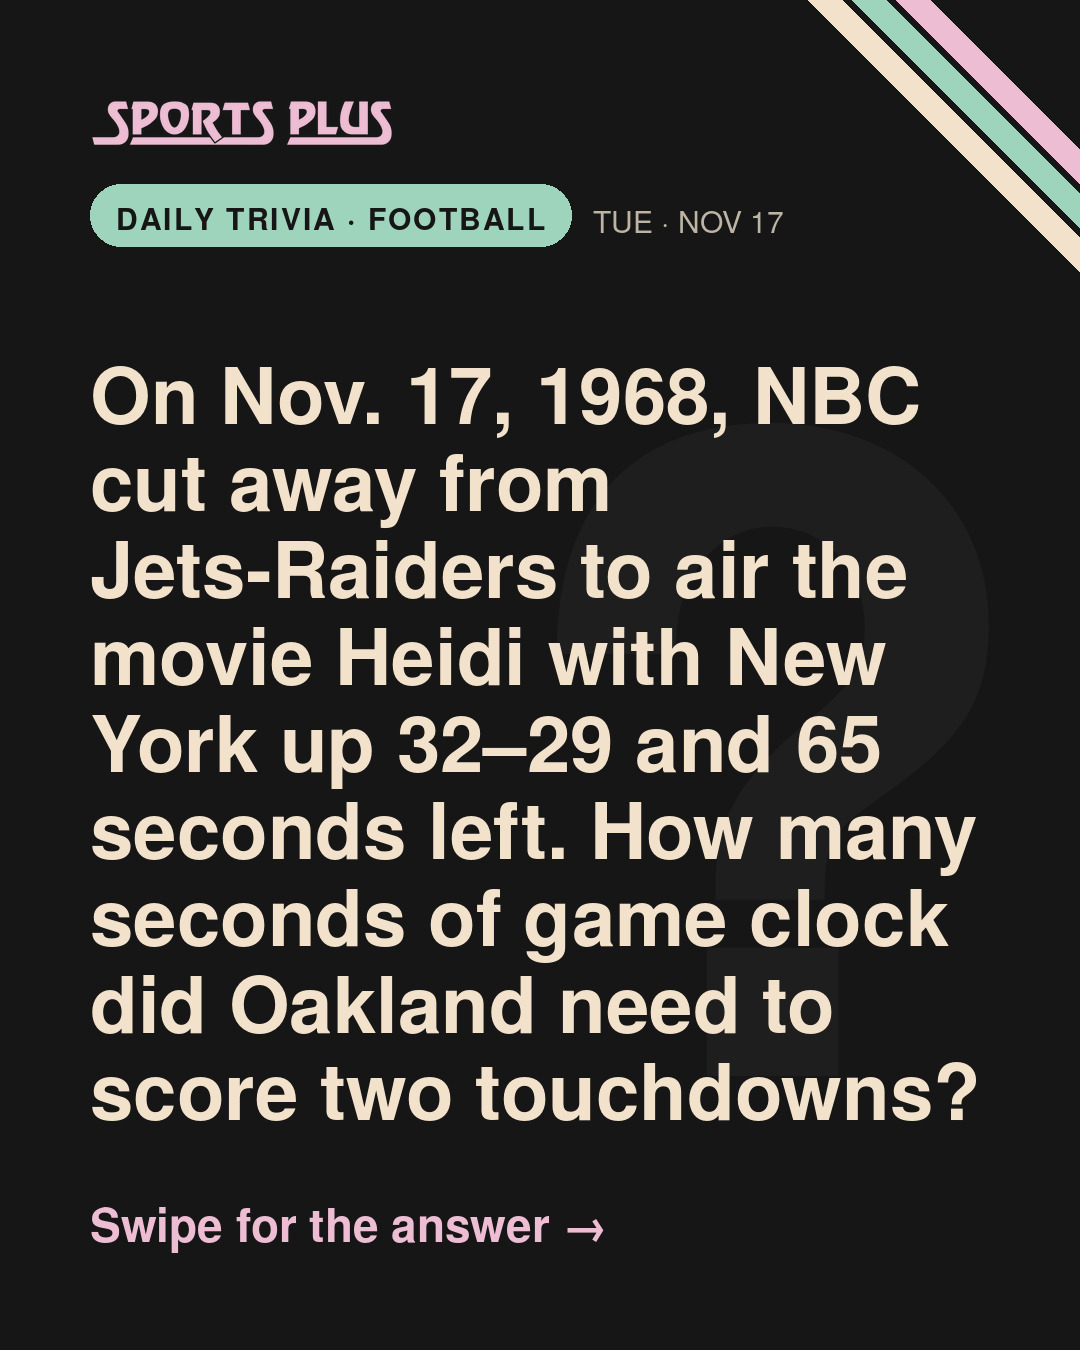 SPORTS PLUS
DAILY TRIVIA · FOOTBALL
TUE · NOV 17
On Nov. 17, 1968, NBC
cut away from
Jets-Raiders to air the
movie Heidi with New
York up 32–29 and 65
seconds left. How many
seconds of game clock
did Oakland need to
score two touchdowns?
Swipe for the answer →